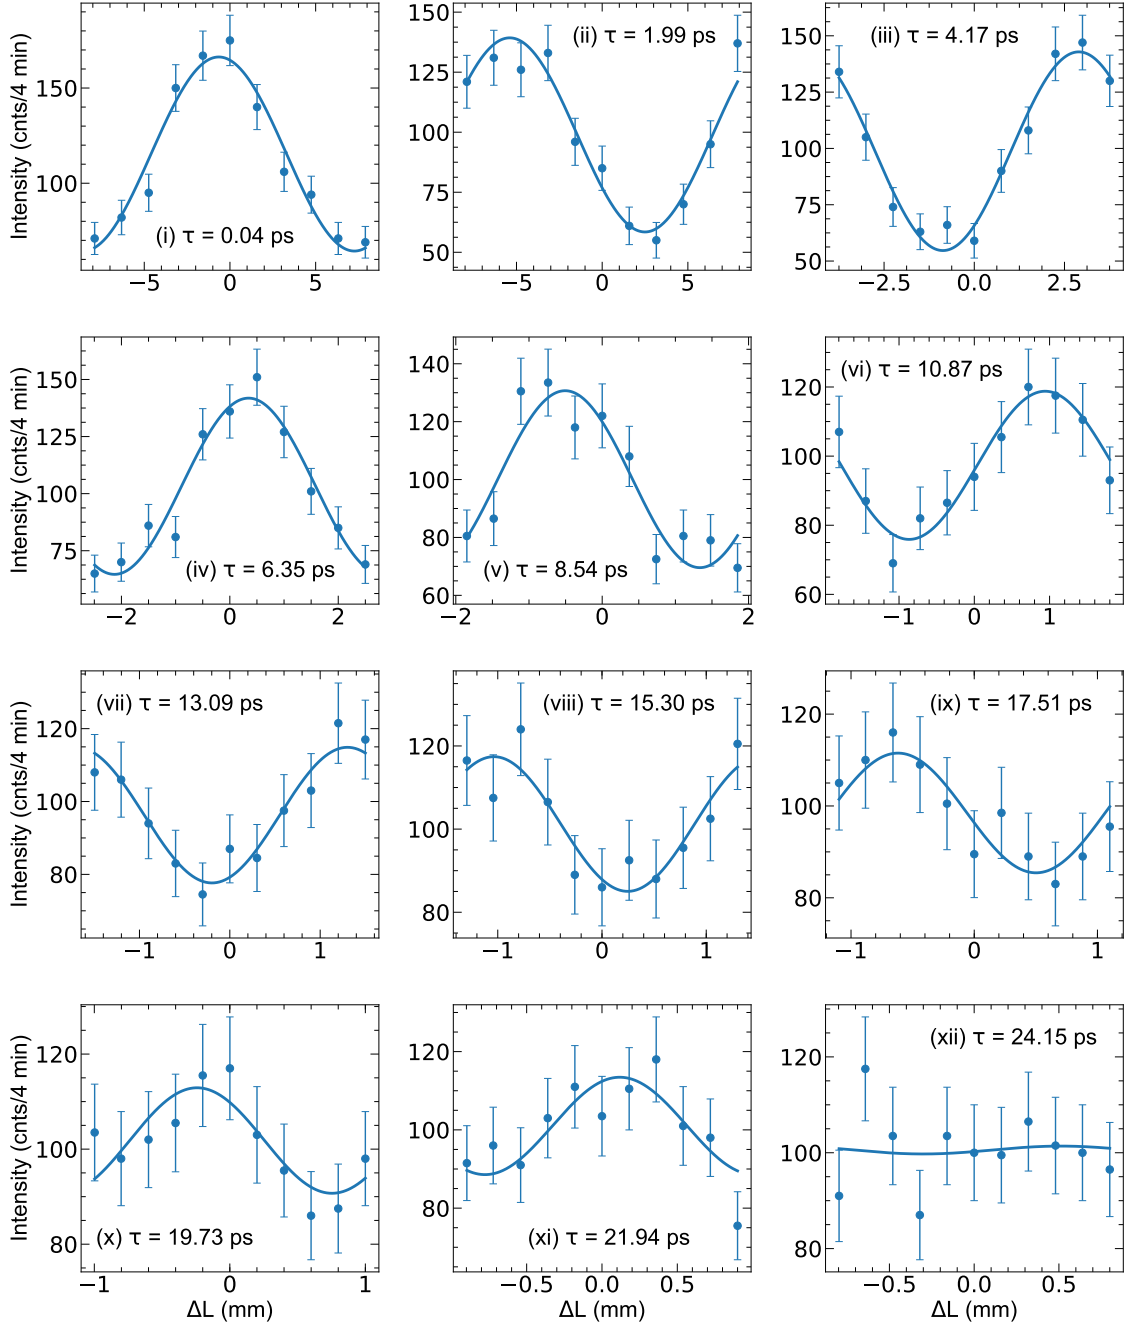 Intensity (cnts/4 min)
150
100
−5 0 5
(i) τ = 0.04 ps
150
125
100
75
50
−5 0 5
(ii) τ = 1.99 ps
150
125
100
75
50
−2.5 0.0 2.5
(iii) τ = 4.17 ps
Intensity (cnts/4 min)
150
125
100
75
−2 0 2
(iv) τ = 6.35 ps
140
120
100
80
60
−2 0 2
(v) τ = 8.54 ps
120
100
80
60
−1 0 1
(vi) τ = 10.87 ps
Intensity (cnts/4 min)
120
100
80
−1 0 1
(vii) τ = 13.09 ps
120
100
80
−1 0 1
(viii) τ = 15.30 ps
120
100
80
−1 0 1
(ix) τ = 17.51 ps
Intensity (cnts/4 min)
120
100
80
−1 0 1
(x) τ = 19.73 ps
ΔL (mm)
120
100
80
−0.5 0.0 0.5
(xi) τ = 21.94 ps
ΔL (mm)
120
100
80
−0.5 0.0 0.5
(xii) τ = 24.15 ps
ΔL (mm)